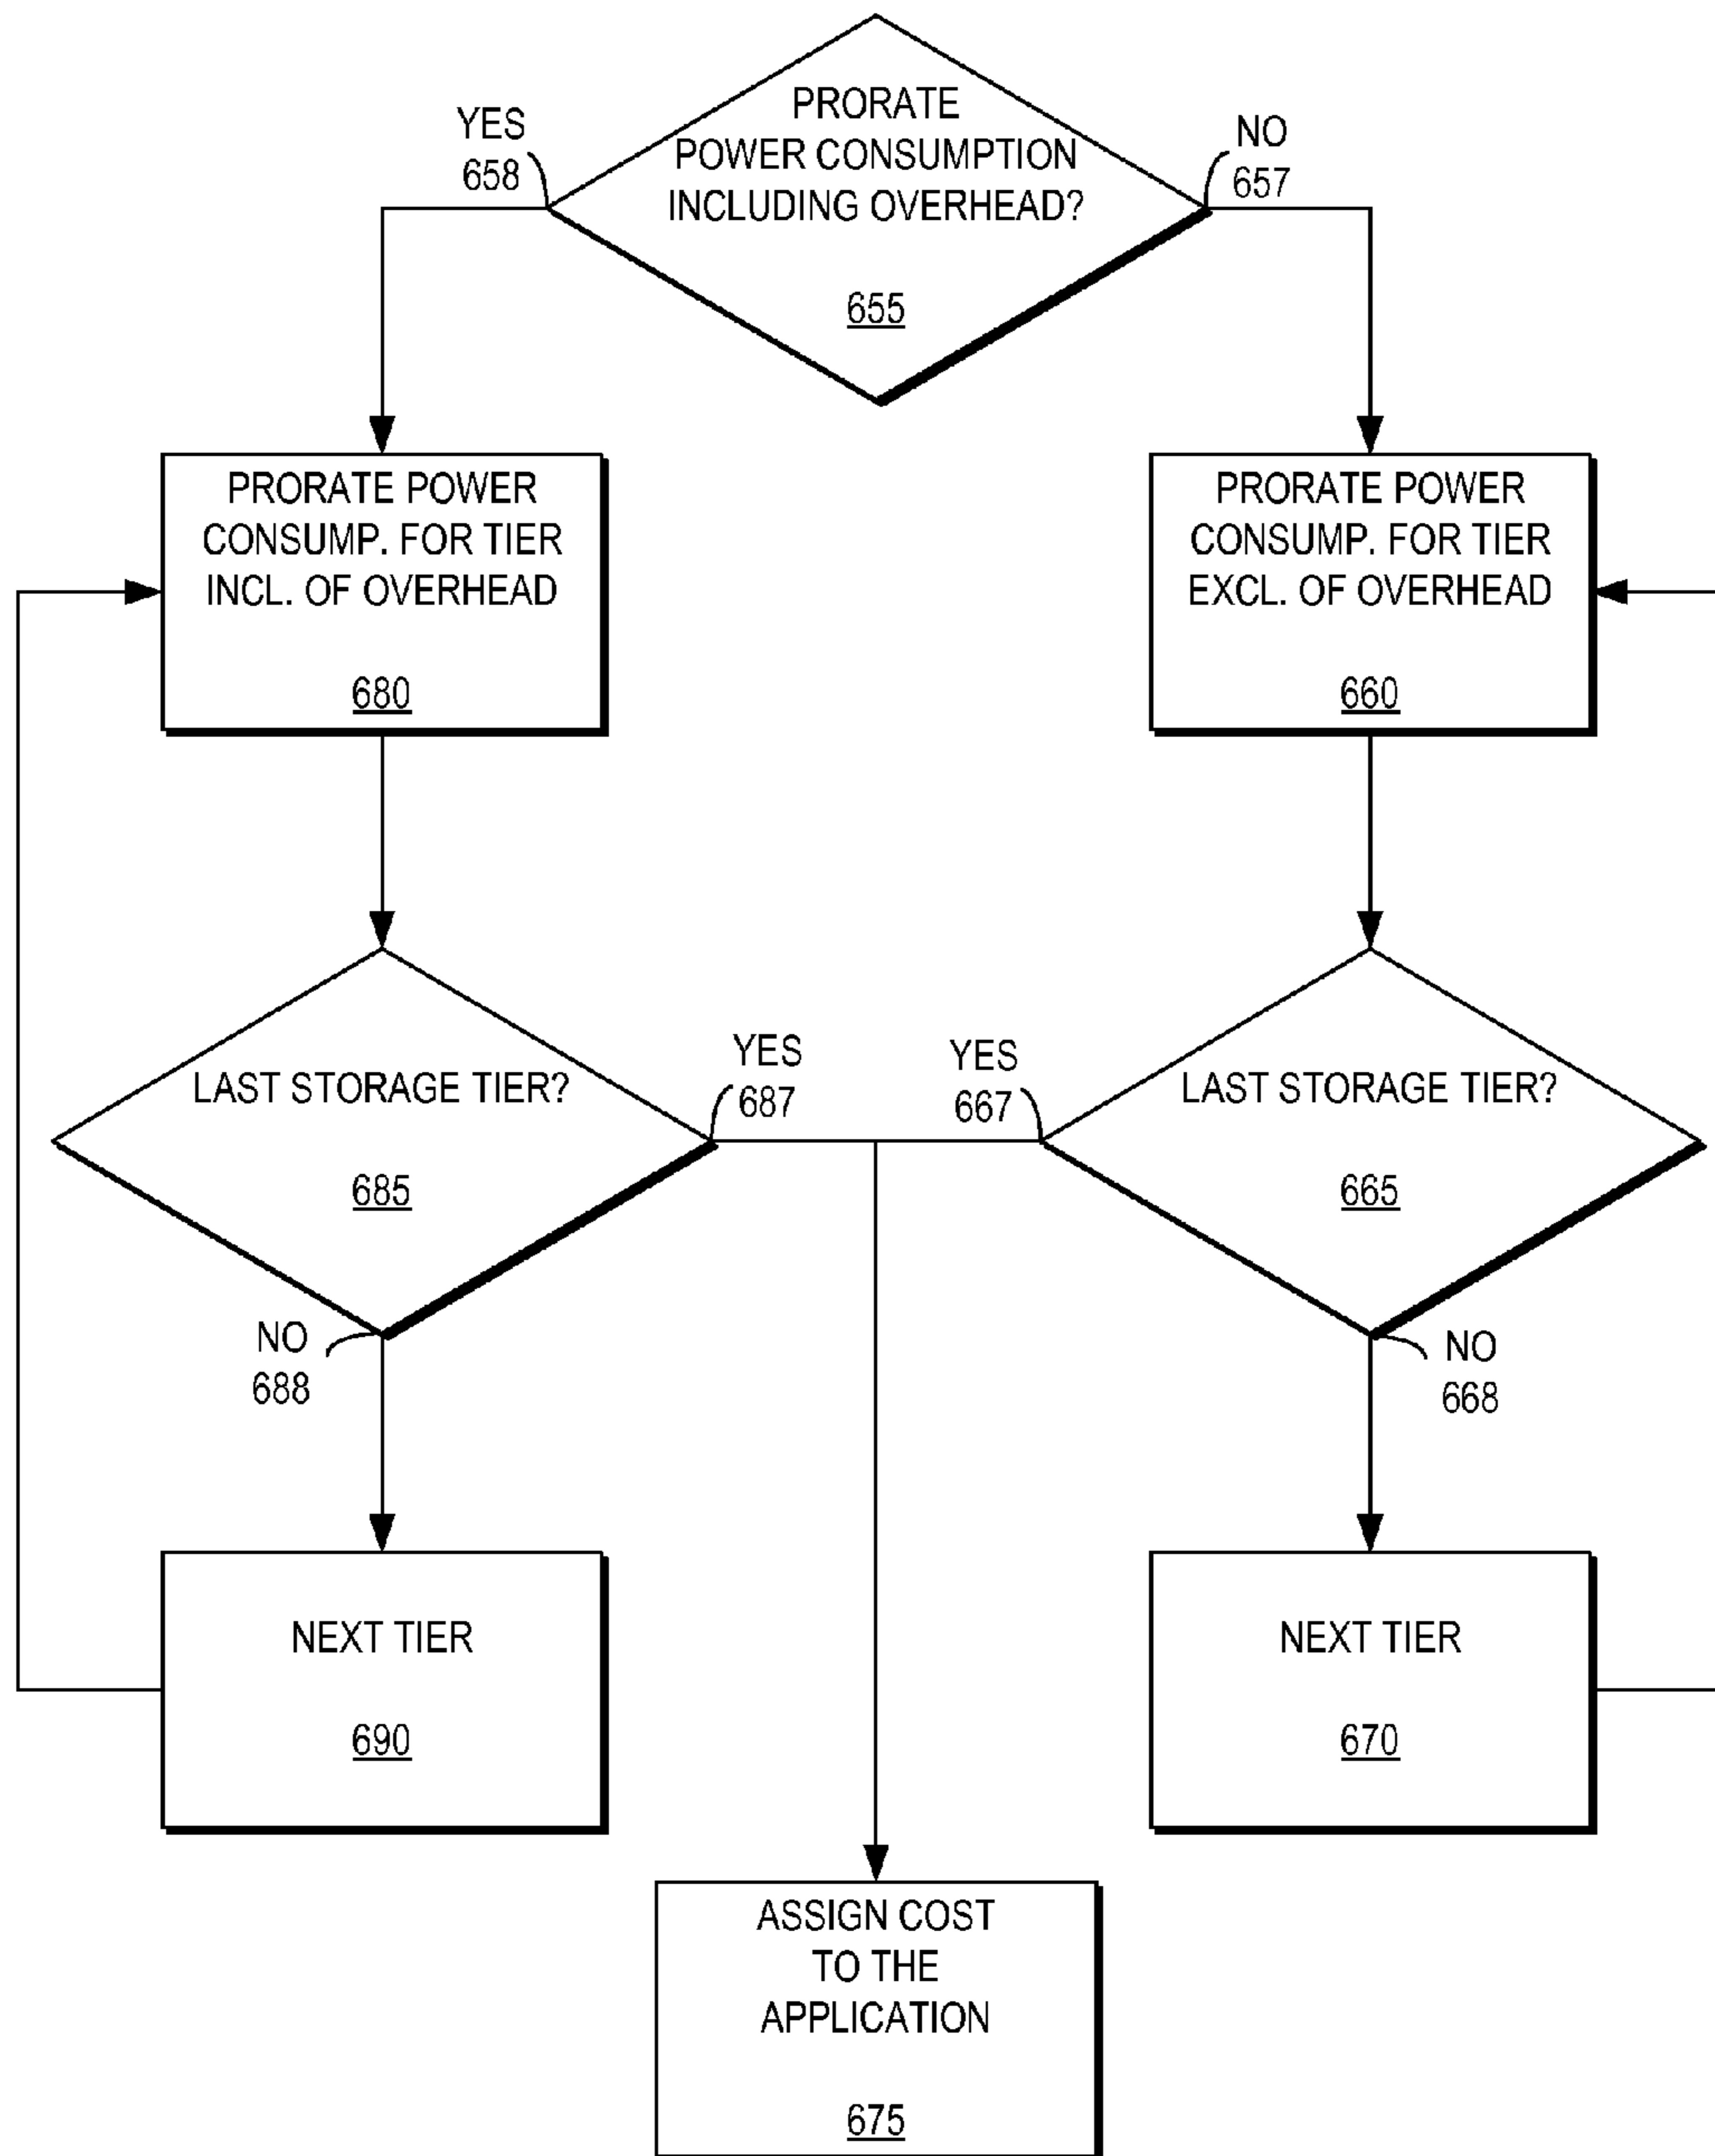 PRORATE
POWER CONSUMPTION
INCLUDING OVERHEAD?
655
YES
658
NO
657
PRORATE POWER
CONSUMP. FOR TIER
INCL. OF OVERHEAD
680
PRORATE POWER
CONSUMP. FOR TIER
EXCL. OF OVERHEAD
660
LAST STORAGE TIER?
685
YES
687
YES
667
LAST STORAGE TIER?
665
NO
688
NO
668
NEXT TIER
690
NEXT TIER
670
ASSIGN COST
TO THE
APPLICATION
675